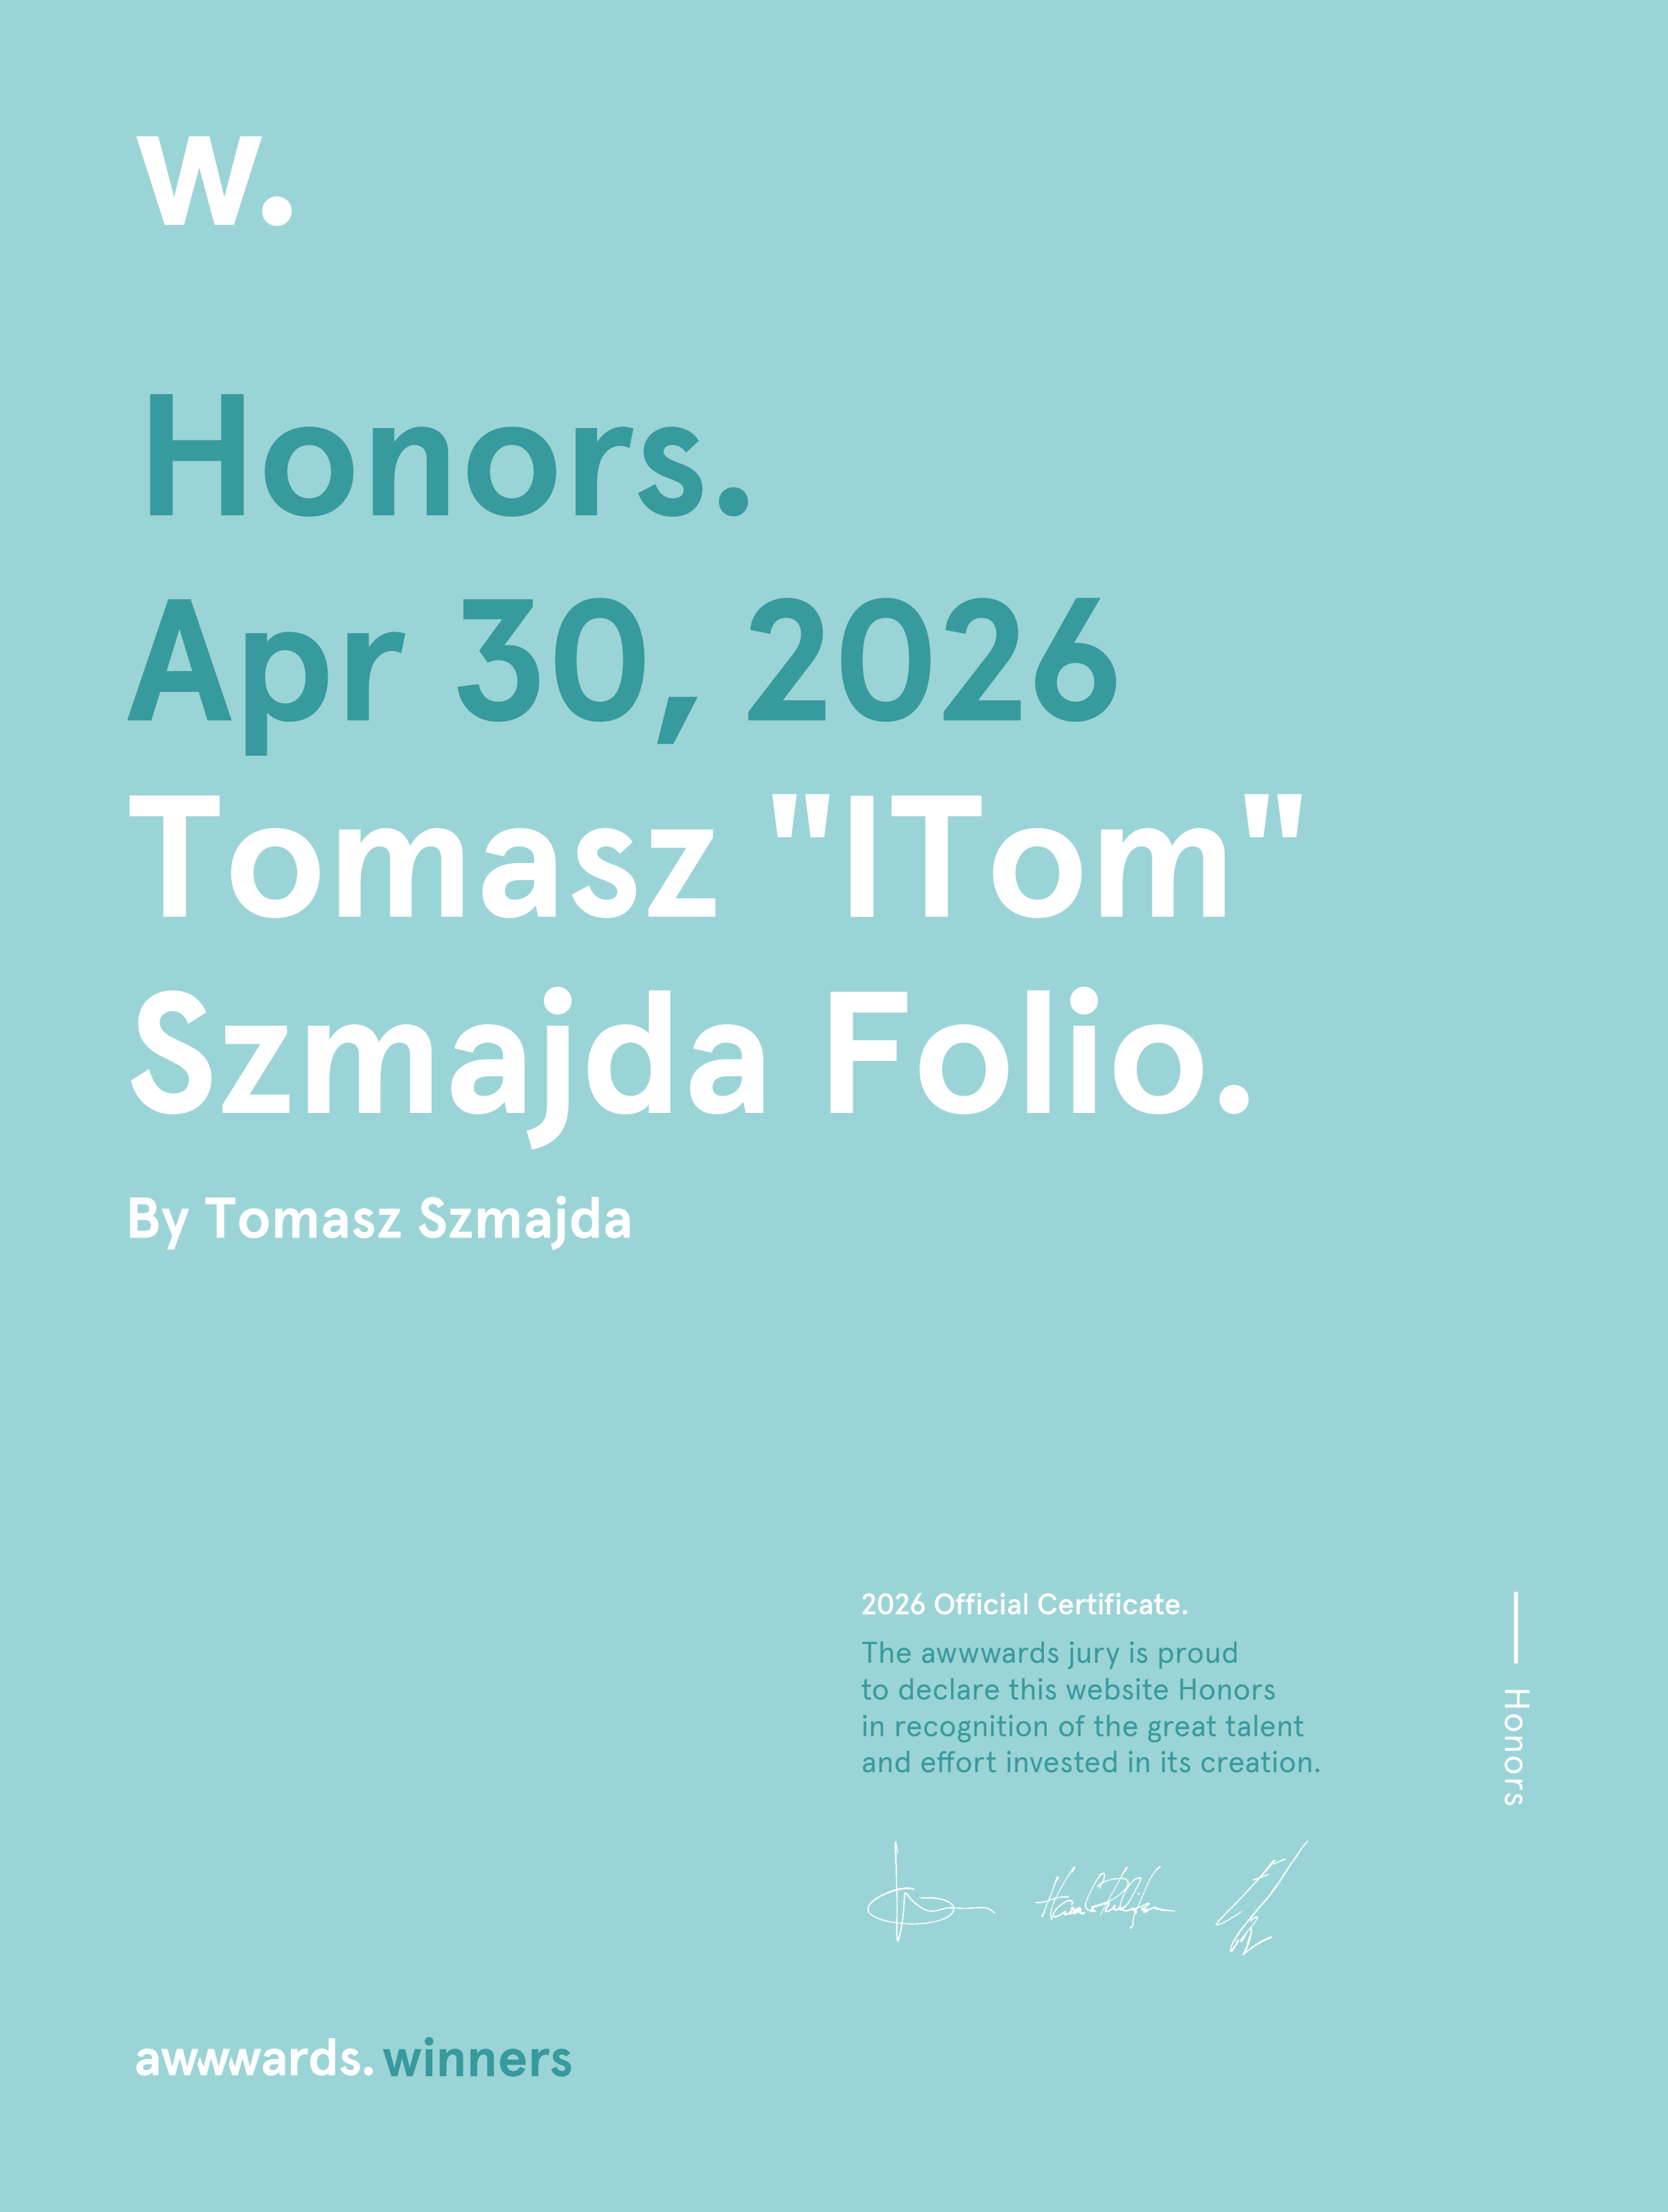 w.
Honors.
Apr 30, 2026
Tomasz "ITom"
Szmajda Folio.
By Tomasz Szmajda
2026 Official Certificate.
The awwwards jury is proud
to declare this website Honors
in recognition of the great talent
and effort invested in its creation.
Honors
awwwards. winners